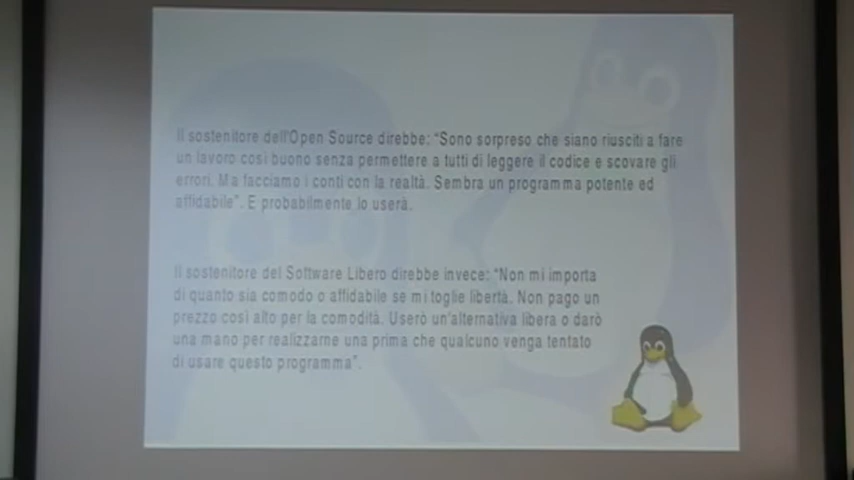 Il sostenitore dell'Open Source direbbe: "Sono sorpreso che siano riusciti a fare
un lavoro così buono senza permettere a tutti di leggere il codice e scovare gli
errori. Ma facciamo i conti con la realtà. Sembra un programma potente ed
affidabile". E probabilmente lo userà.
Il sostenitore del Software Libero direbbe invece: "Non mi importa
di quanto sia comodo o affidabile se mi toglie libertà. Non pago un
prezzo così alto per la comodità. Userò un'alternativa libera o darò
una mano per realizzarne una prima che qualcuno venga tentato
di usare questo programma".